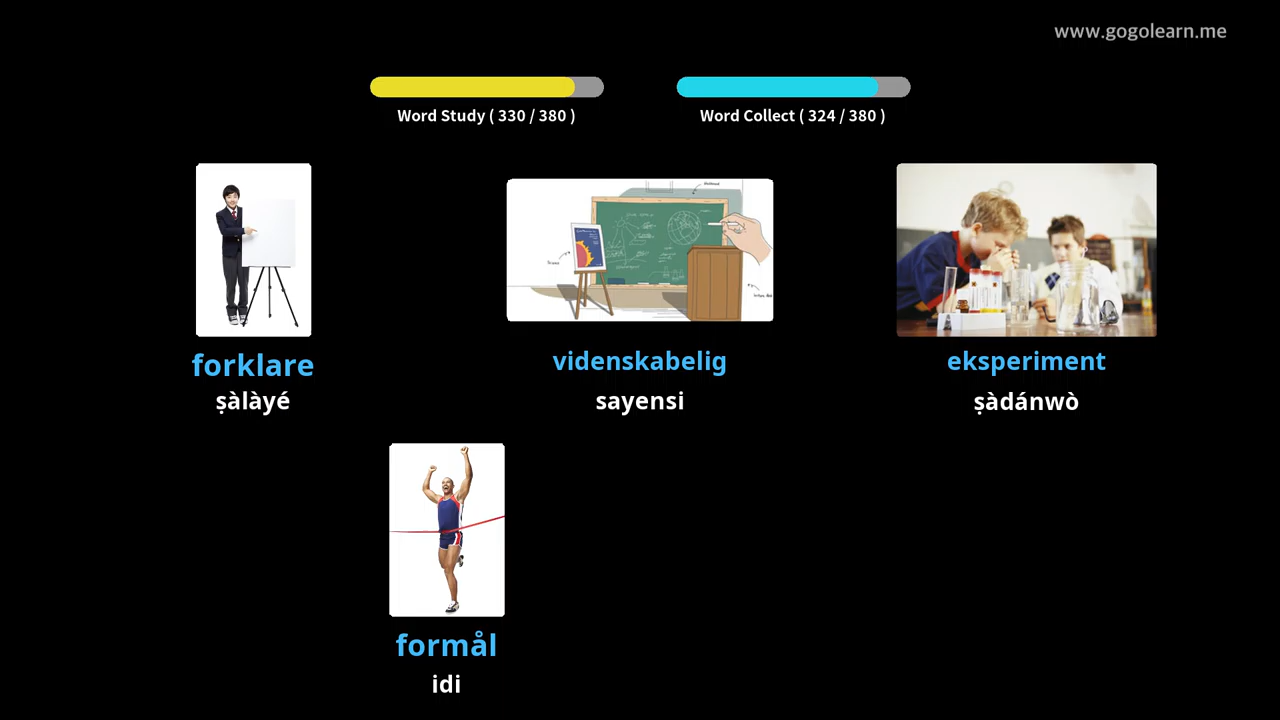 www.gogolearn.me
Word Study ( 330 / 380 )
Word Collect ( 324 / 380 )
forklare
ṣàlàyé
videnskabelig
sayensi
eksperiment
ṣàdánwò
formål
idi